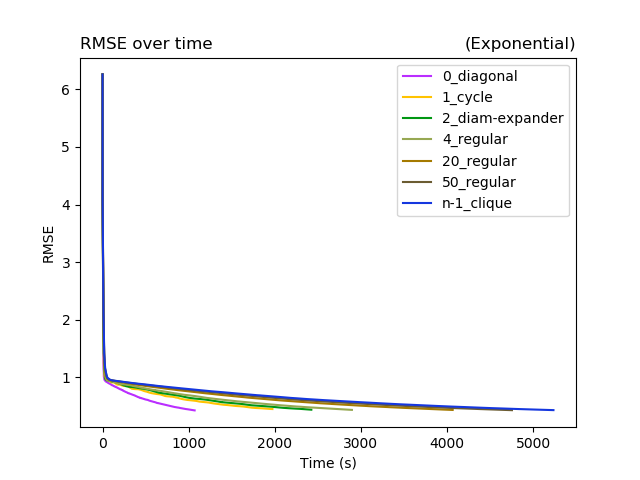 RMSE over time (Exponential)
0_diagonal
1_cycle
2_diam-expander
4_regular
20_regular
50_regular
n-1_clique
RMSE
6
5
4
3
2
1
0 1000 2000 3000 4000 5000
Time (s)